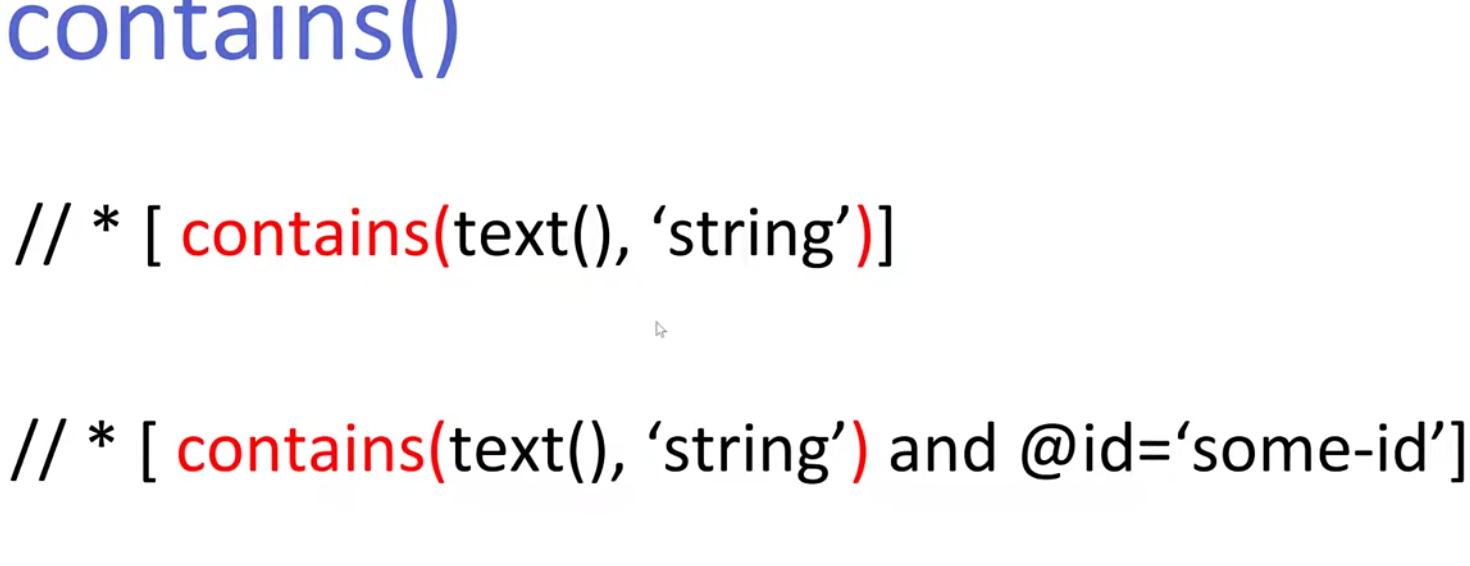 contains()
// * [ contains(text(), ‘string’)]
// * [ contains(text(), ‘string’) and @id=‘some-id’]